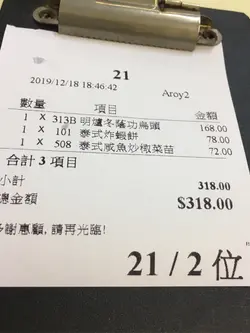 21
2019/12/18 18:46.42
Aroy2
數量 項目 金額
1 X 313B 明爐冬蔭功烏頭 168.00
1 X 101 泰式炸蝦餅 78.00
1 X 508 泰式咸魚炒椒菜苗 72.00
合計 3 項目
小計 318.00
總金額 $318.00
多謝惠顧, 請再光臨!
21 / 2 位